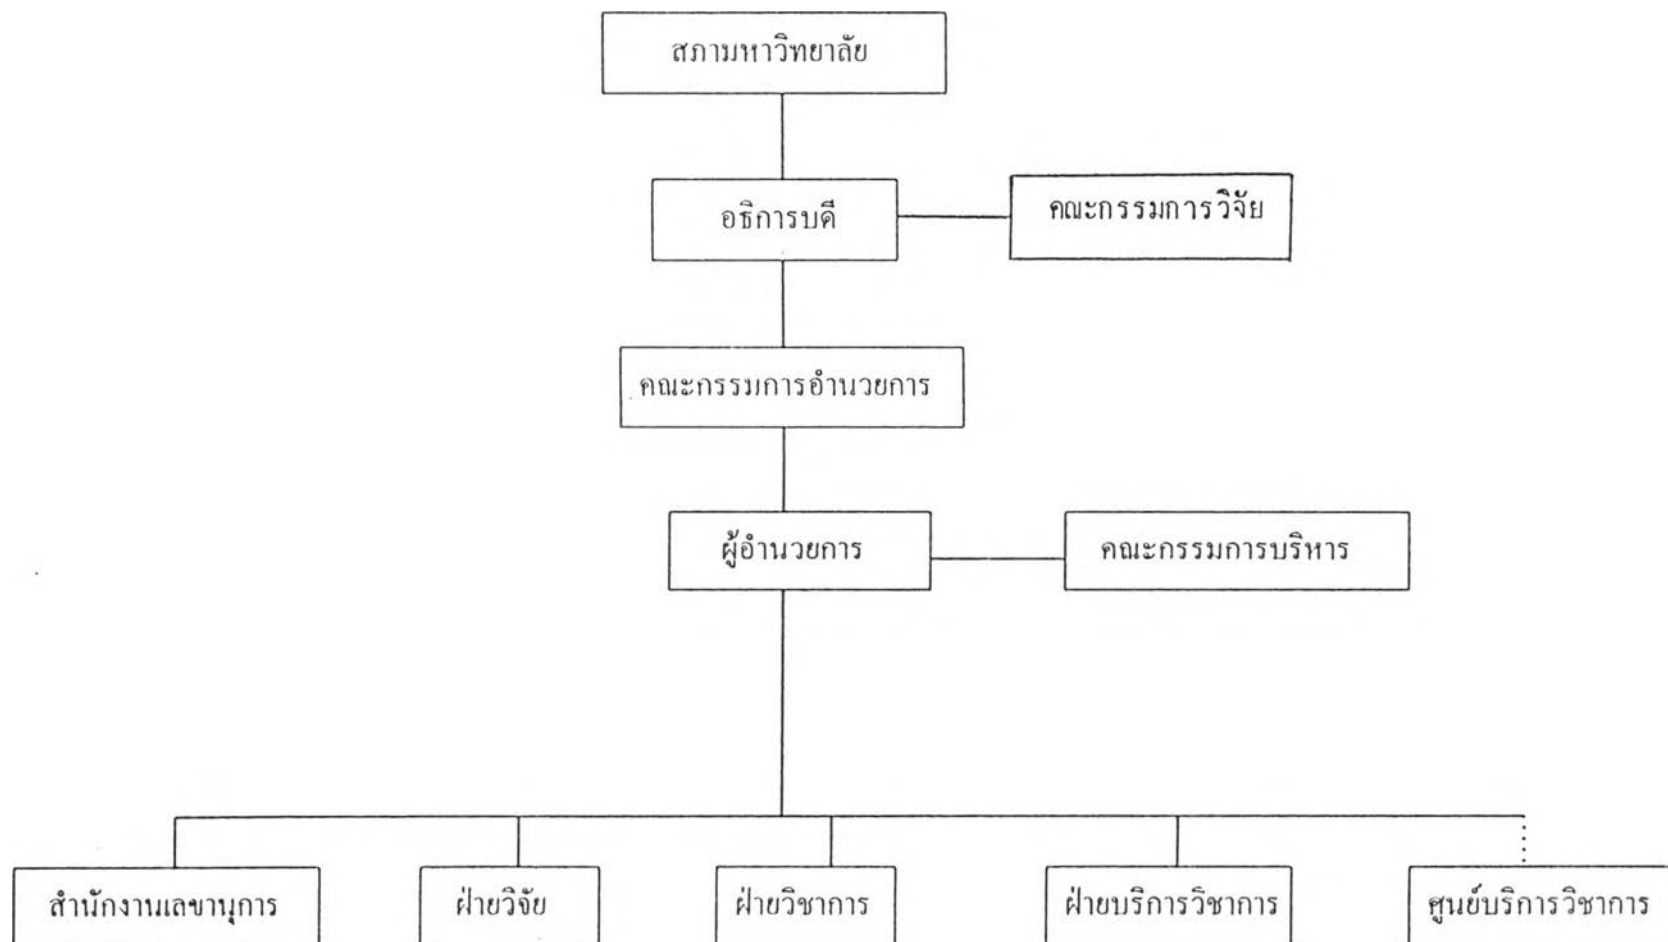 สภามหาวิทยาลัย
อธิการบดี
คณะกรรมการวิจัย
คณะกรรมการอำนวยการ
ผู้อำนวยการ
คณะกรรมการบริหาร
สำนักงานเลขานุการ
ฝ่ายวิจัย
ฝ่ายวิชาการ
ฝ่ายบริการวิชาการ
ศูนย์บริการวิชาการ